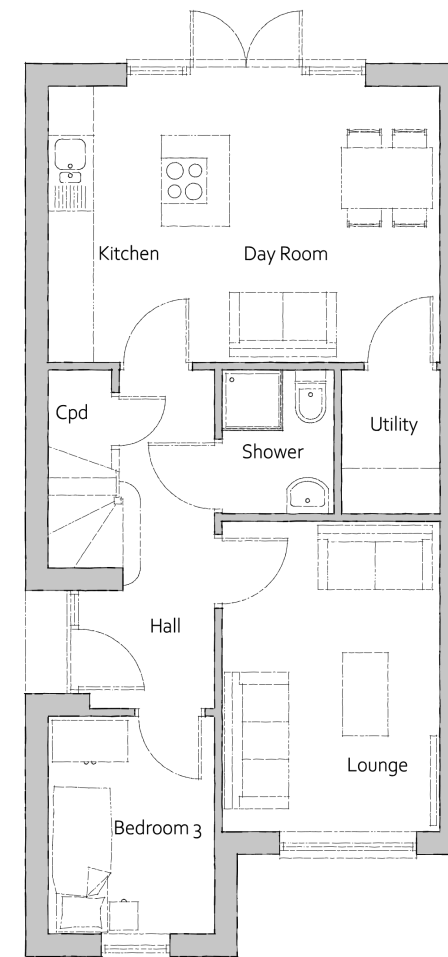 Kitchen
Day Room
Cpd
Utility
Shower
Hall
Lounge
Bedroom 3